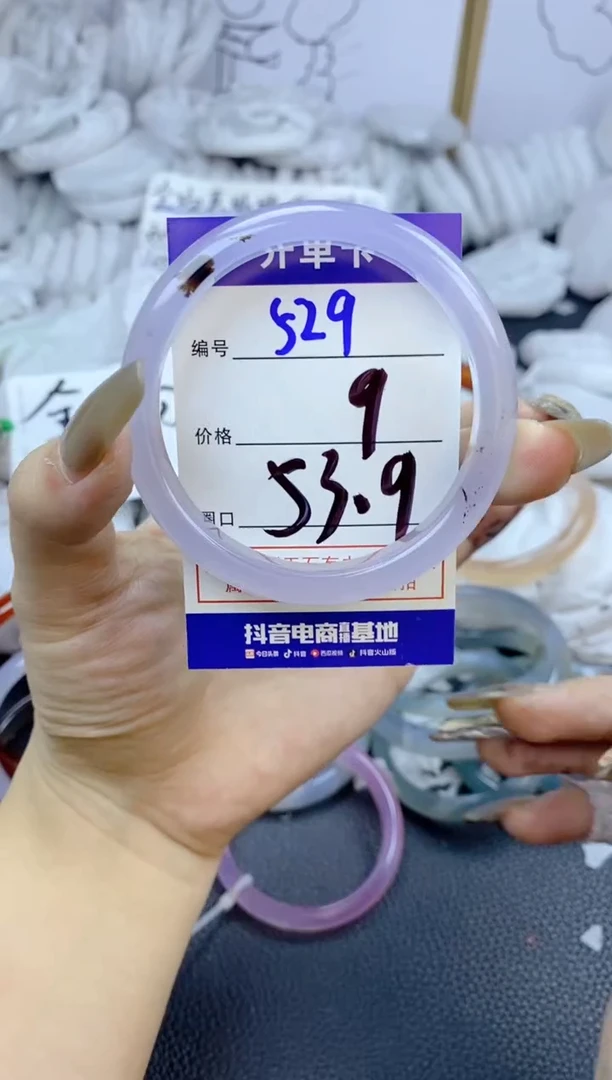 开单卡
编号 529
价格 9
圈口 53.9
抖音电商直播基地
今日头条 抖音 西瓜视频 抖音火山版